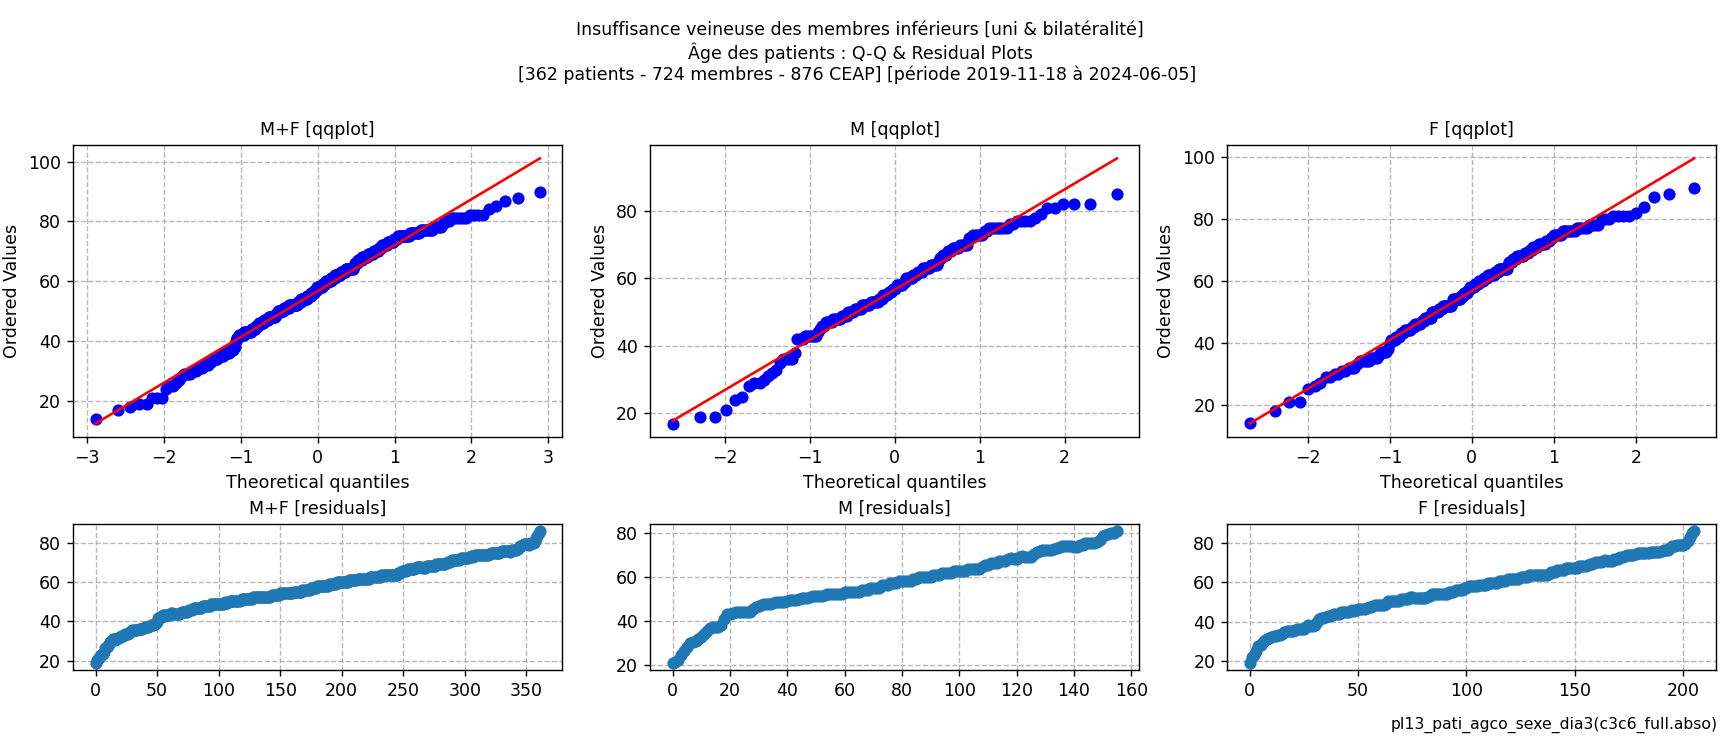 Insuffisance veineuse des membres inférieurs [uni & bilatéralité]
Âge des patients : Q-Q & Residual Plots
[362 patients - 724 membres - 876 CEAP] [période 2019-11-18 à 2024-06-05]
M+F [qqplot]
M [qqplot]
F [qqplot]
Ordered Values
100
80
60
40
20
−3 −2 −1 0 1 2 3
Theoretical quantiles
Ordered Values
80
60
40
20
−2 −1 0 1 2
Theoretical quantiles
Ordered Values
100
80
60
40
20
−2 −1 0 1 2
Theoretical quantiles
M+F [residuals]
80
60
40
20
0 50 100 150 200 250 300 350
M [residuals]
80
60
40
20
0 20 40 60 80 100 120 140 160
F [residuals]
80
60
40
20
0 50 100 150 200
pl13_pati_agco_sexe_dia3(c3c6_full.abso)